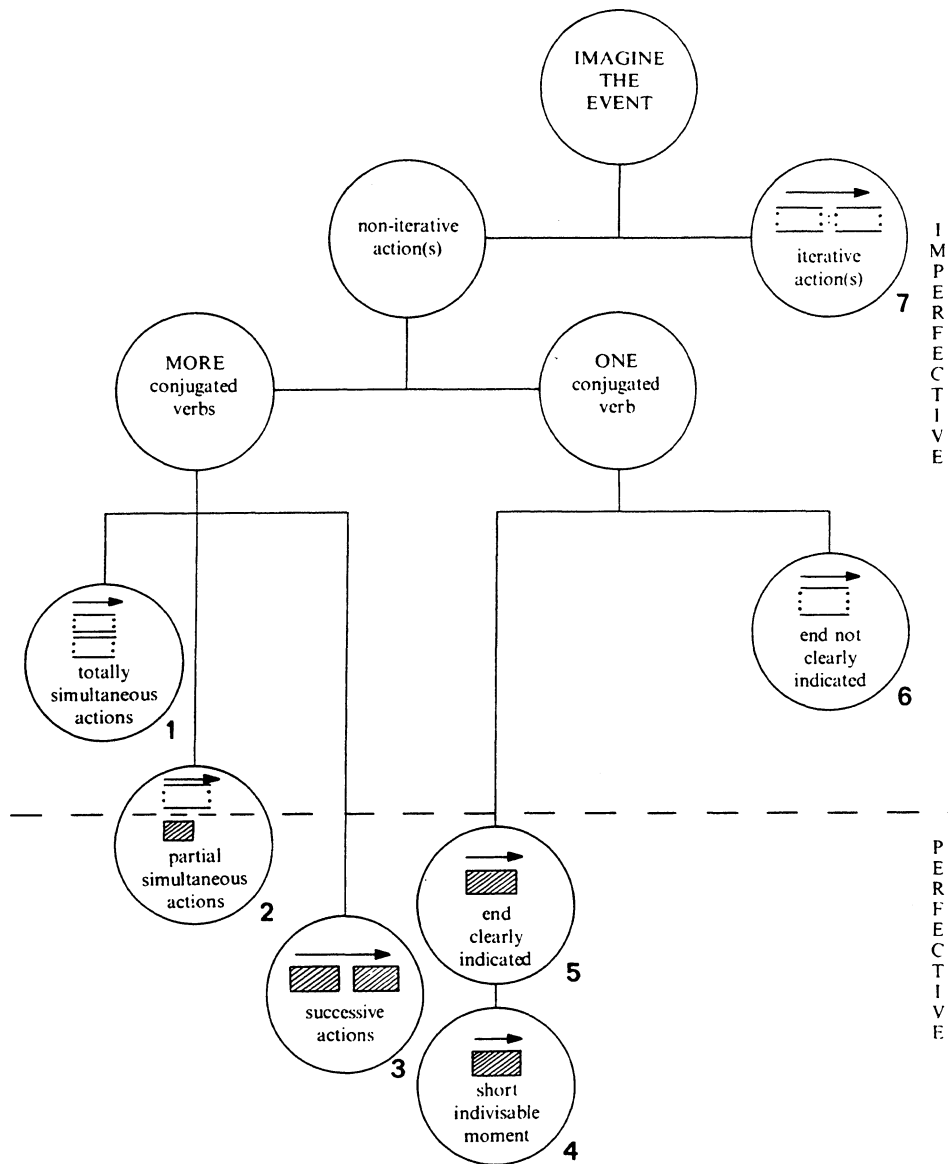 IMAGINE
THE
EVENT
non-iterative
action(s)
iterative
action(s)
7
MORE
conjugated
verbs
ONE
conjugated
verb
IMPERFECTIVE
totally
simultaneous
actions
1
end not
clearly
indicated
6
partial
simultaneous
actions
2
end
clearly
indicated
5
successive
actions
3
short
indivisable
moment
4
PERFECTIVE